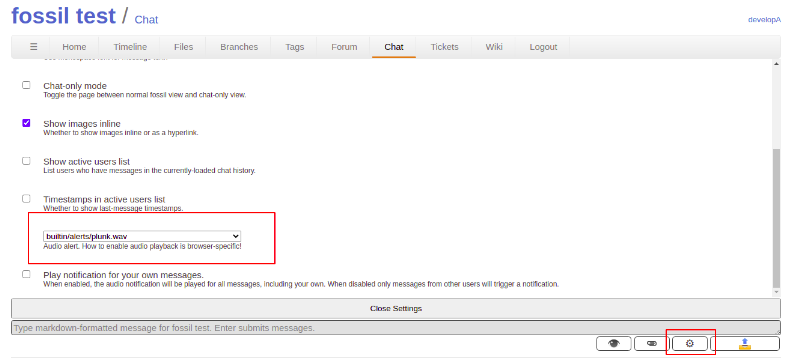 fossil test / Chat
developA
☰ Home Timeline Files Branches Tags Forum Chat Tickets Wiki Logout
Chat-only mode
Toggle the page between normal fossil view and chat-only view.
Show images inline
Whether to show images inline or as a hyperlink.
Show active users list
List users who have messages in the currently-loaded chat history.
Timestamps in active users list
Whether to show last-message timestamps.
builtin/alerts/plunk.wav
Audio alert. How to enable audio playback is browser-specific!
Play notification for your own messages.
When enabled, the audio notification will be played for all messages, including your own. When disabled only messages from other users will trigger a notification.
Close Settings
Type markdown-formatted message for fossil test. Enter submits messages.